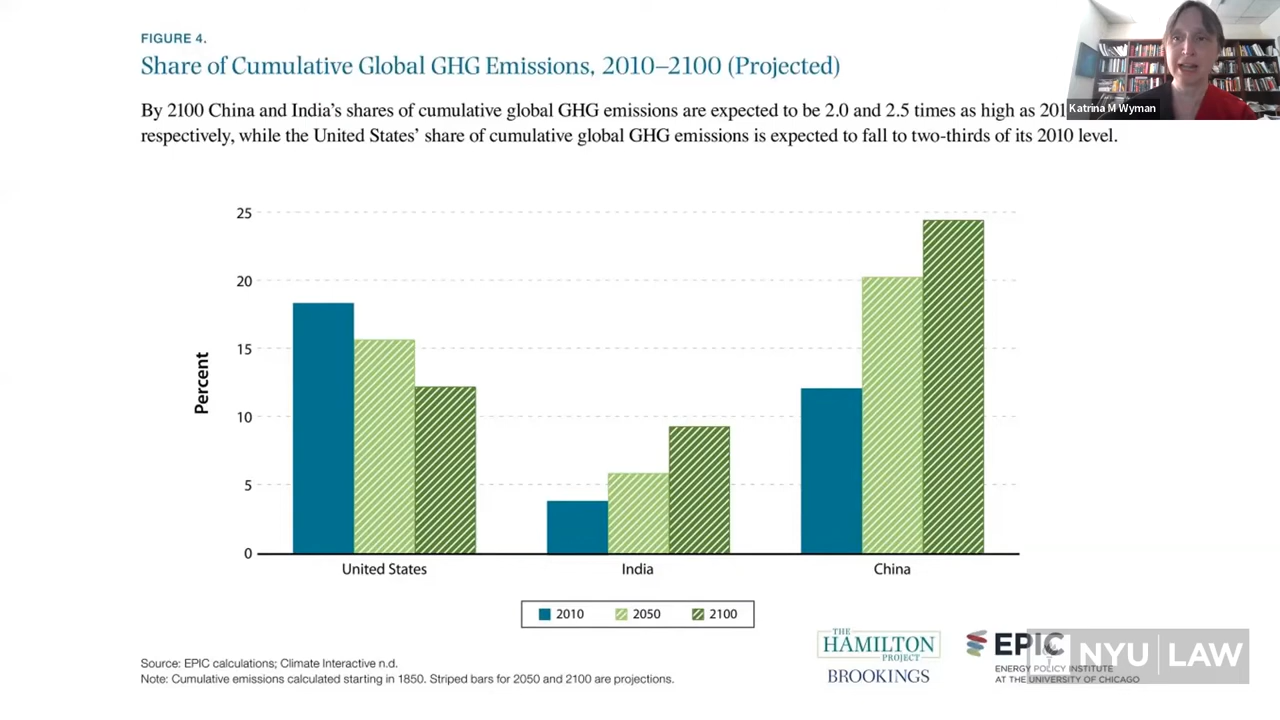 FIGURE 4.
Share of Cumulative Global GHG Emissions, 2010–2100 (Projected)
By 2100 China and India's shares of cumulative global GHG emissions are expected to be 2.0 and 2.5 times as high as
respectively, while the United States' share of cumulative global GHG emissions is expected to fall to two-thirds of its 2010 level.
Katrina M Wyman
25
20
15
10
5
0
Percent
United States
India
China
2010
2050
2100
THE
HAMILTON
PROJECT
BROOKINGS
EPIC
ENERGY POLICY INSTITUTE
AT THE UNIVERSITY OF CHICAGO
NYU | LAW
Source: EPIC calculations; Climate Interactive n.d.
Note: Cumulative emissions calculated starting in 1850. Striped bars for 2050 and 2100 are projections.